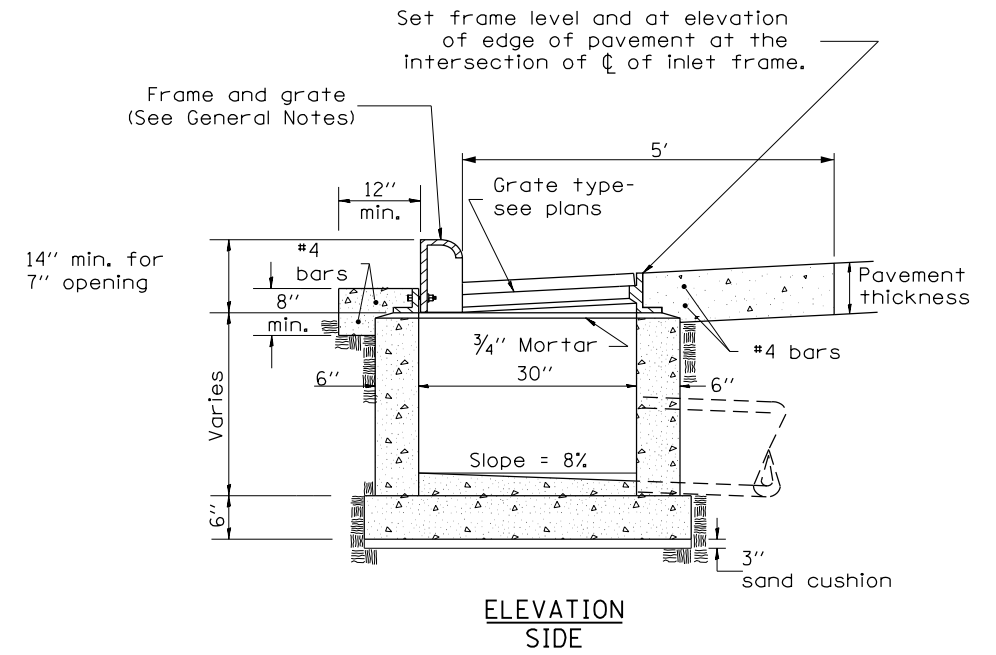 Set frame level and at elevation
of edge of pavement at the
intersection of ℄ of inlet frame.
Frame and grate
(See General Notes)
5'
12''
min.
Grate type-
see plans
14'' min. for
7'' opening
#4
bars
8''
min.
Pavement
thickness
3/4'' Mortar
#4 bars
6''
30''
6''
Varies
Slope = 8%
6''
3''
sand cushion
ELEVATION
SIDE